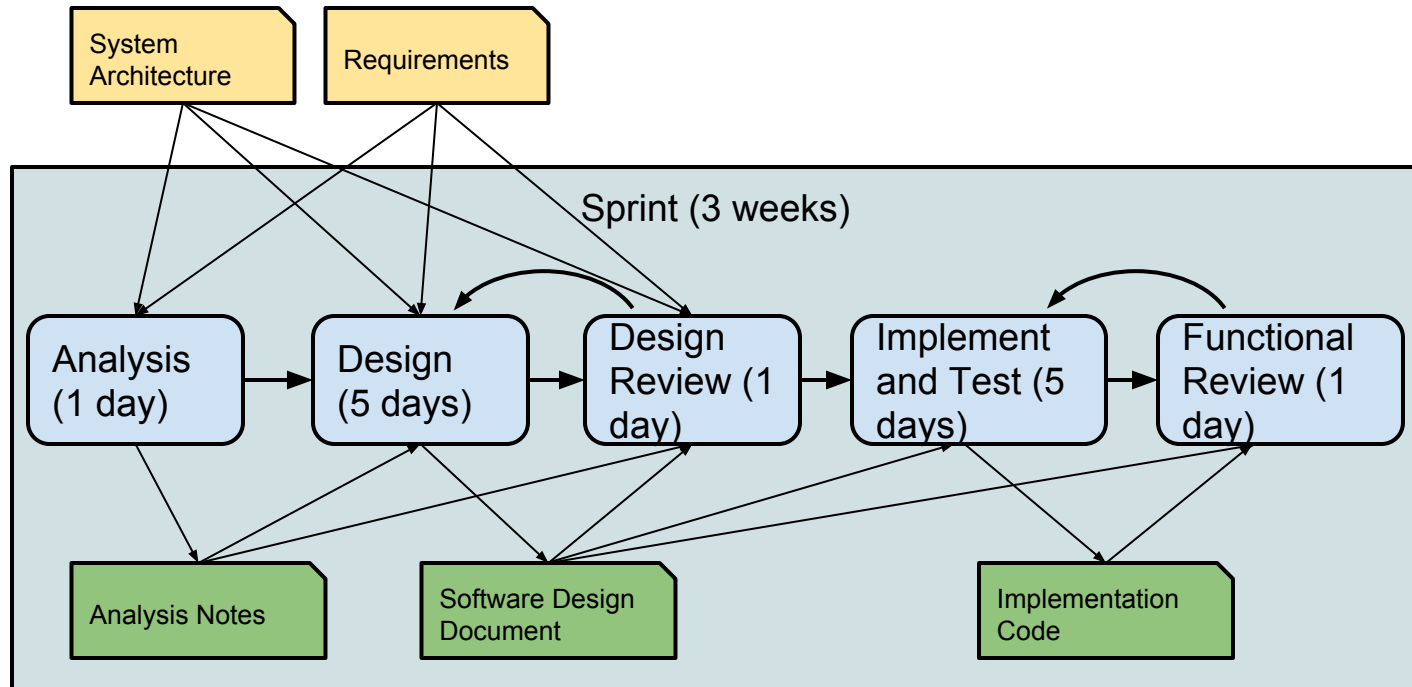 System
Architecture
Requirements
Sprint (3 weeks)
Analysis
(1 day)
Design
(5 days)
Design
Review (1
day)
Implement
and Test (5
days)
Functional
Review (1
day)
Analysis Notes
Software Design
Document
Implementation
Code